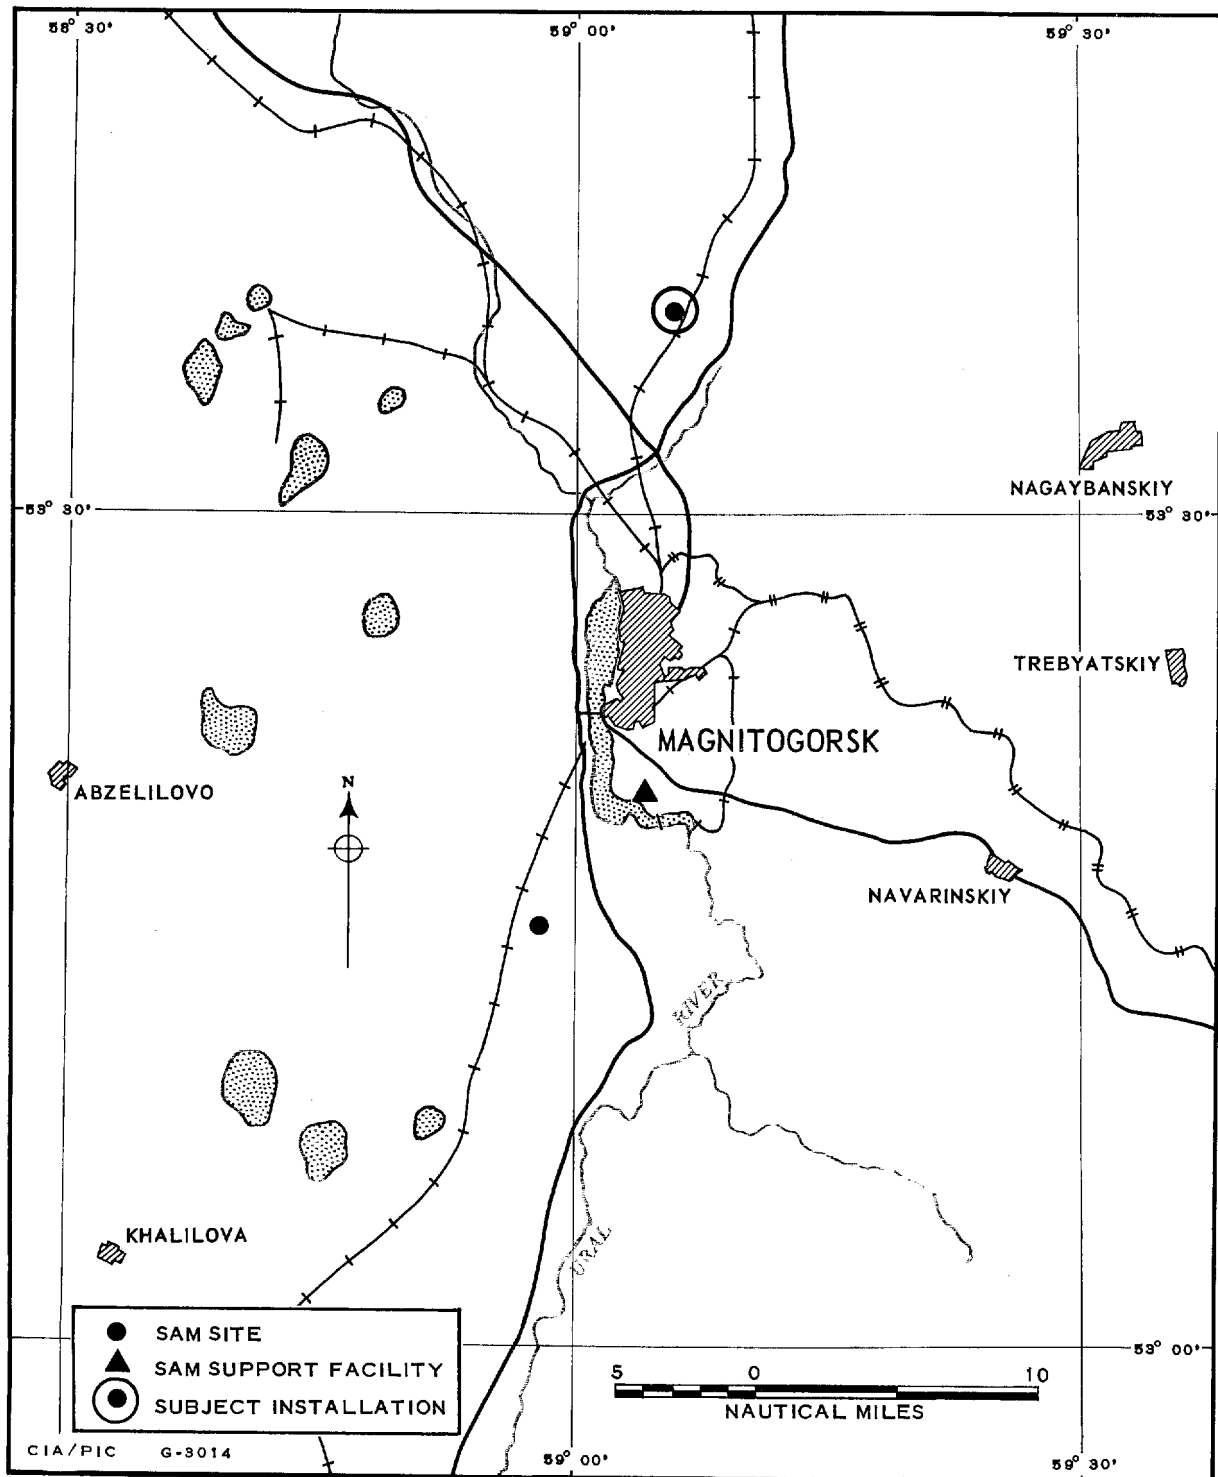 58° 30'
59° 00'
59° 30'
NAGAYBANSKIY
53° 30'
53° 30'
TREBYATSKIY
MAGNITOGORSK
ABZELILOVO
N
NAVARINSKIY
RIVER
KHALILOVA
URAL
SAM SITE
SAM SUPPORT FACILITY
SUBJECT INSTALLATION
53° 00'
5 0 10
NAUTICAL MILES
CIA/PIC G-3014
59° 00'
59° 30'